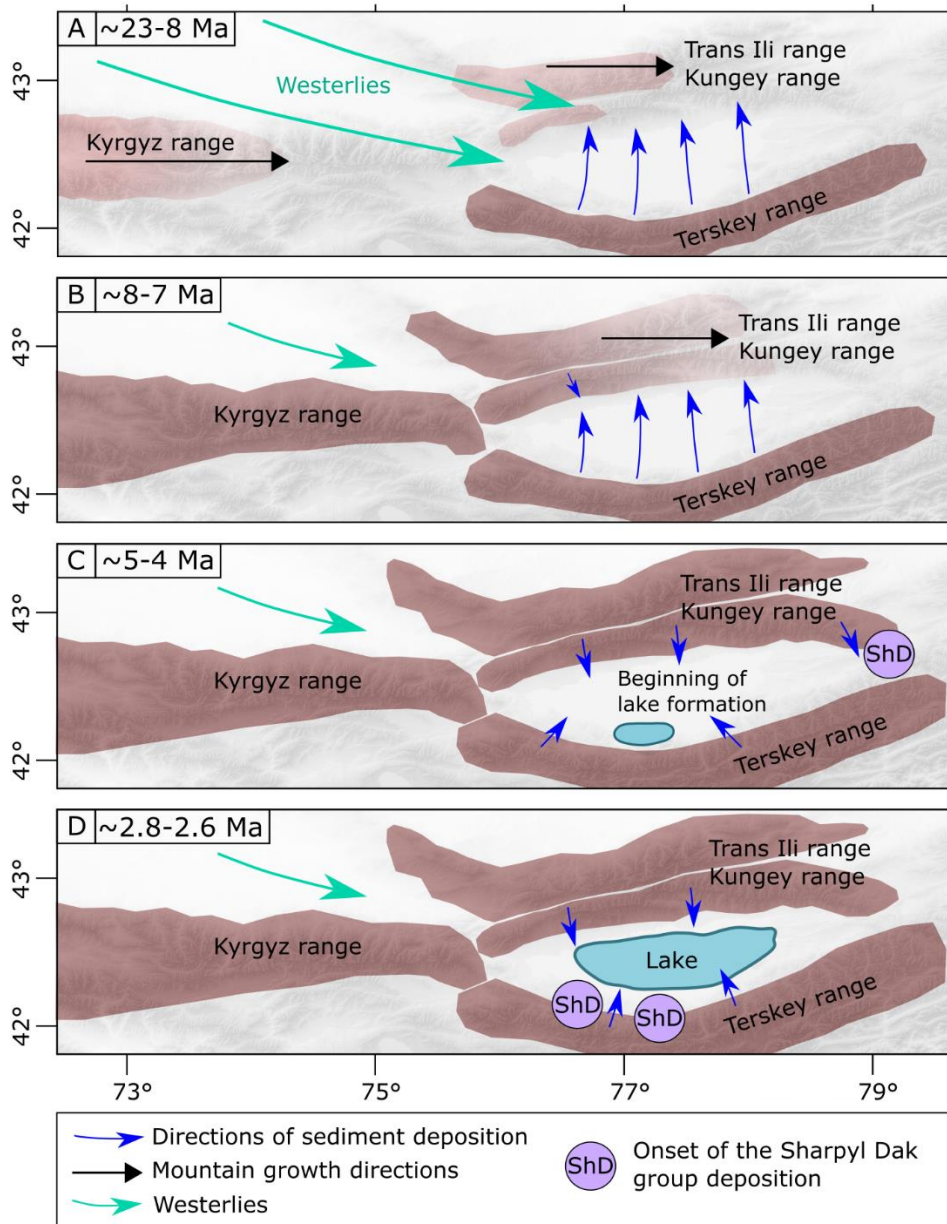 A ~23-8 Ma
Westerlies
Trans Ili range
Kungey range
Kyrgyz range
Terskey range
43°
42°
B ~8-7 Ma
Trans Ili range
Kungey range
Kyrgyz range
Terskey range
43°
42°
C ~5-4 Ma
Trans Ili range
Kungey range
ShD
Kyrgyz range
Beginning of
lake formation
Terskey range
43°
42°
D ~2.8-2.6 Ma
Trans Ili range
Kungey range
Kyrgyz range
Lake
ShD
ShD
Terskey range
43°
42°
73° 75° 77° 79°
Directions of sediment deposition
Mountain growth directions
Westerlies
ShD
Onset of the Sharpyl Dak
group deposition